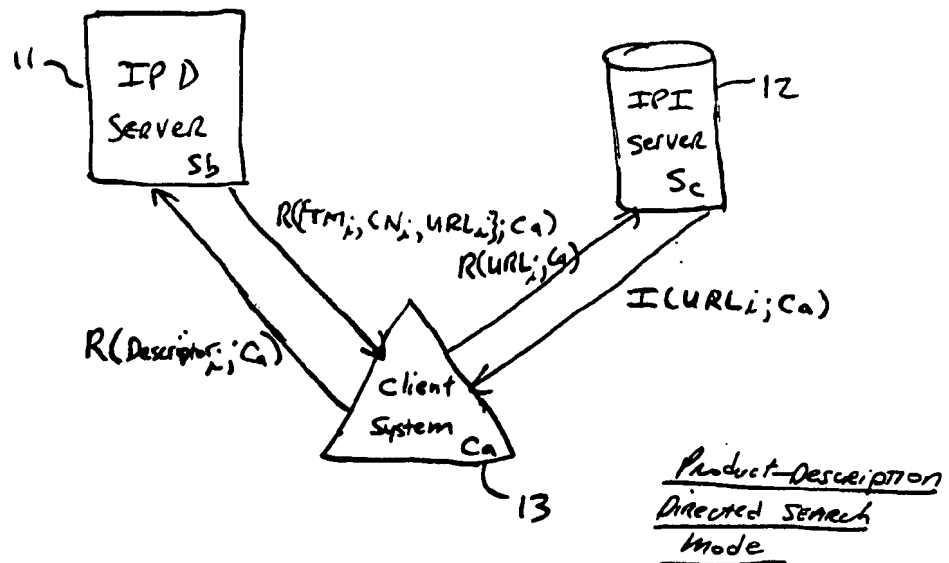 11
IPD
Server
Sb
IPI
Server
Sc
12
R({TMi, CNi, URLi}; Ca)
R(URLi; Ca)
I(URLi; Ca)
R(Descriptori; Ca)
Client
System
Ca
13
Product-Description
Directed Search
Mode